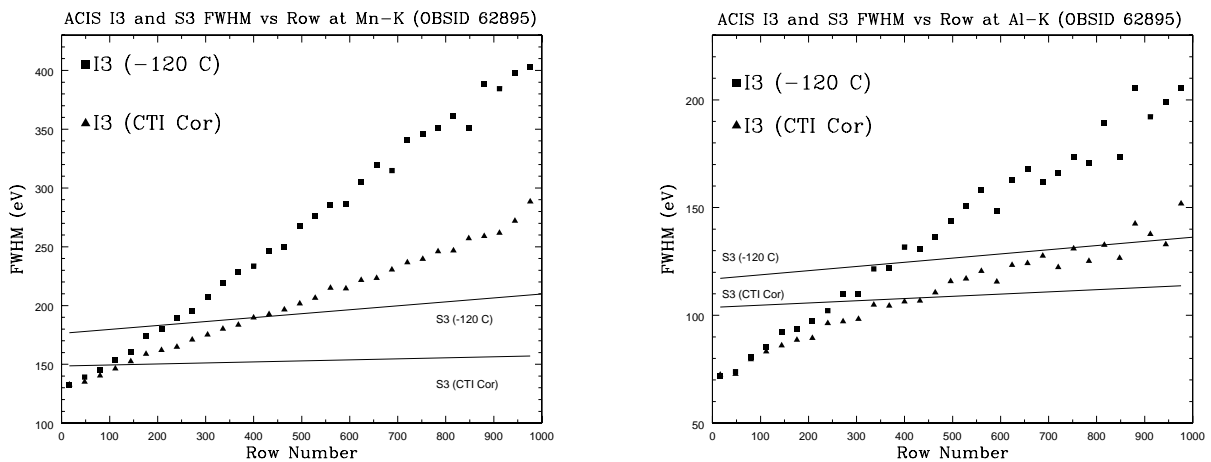 ACIS I3 and S3 FWHM vs Row at Mn-K (OBSID 62895)
400
350
300
250
200
150
100
FWHM (eV)
I3 (-120 C)
I3 (CTI Cor)
S3 (-120 C)
S3 (CTI Cor)
0 100 200 300 400 500 600 700 800 900 1000
Row Number
ACIS I3 and S3 FWHM vs Row at Al-K (OBSID 62895)
200
150
100
50
FWHM (eV)
I3 (-120 C)
I3 (CTI Cor)
S3 (-120 C)
S3 (CTI Cor)
0 100 200 300 400 500 600 700 800 900 1000
Row Number